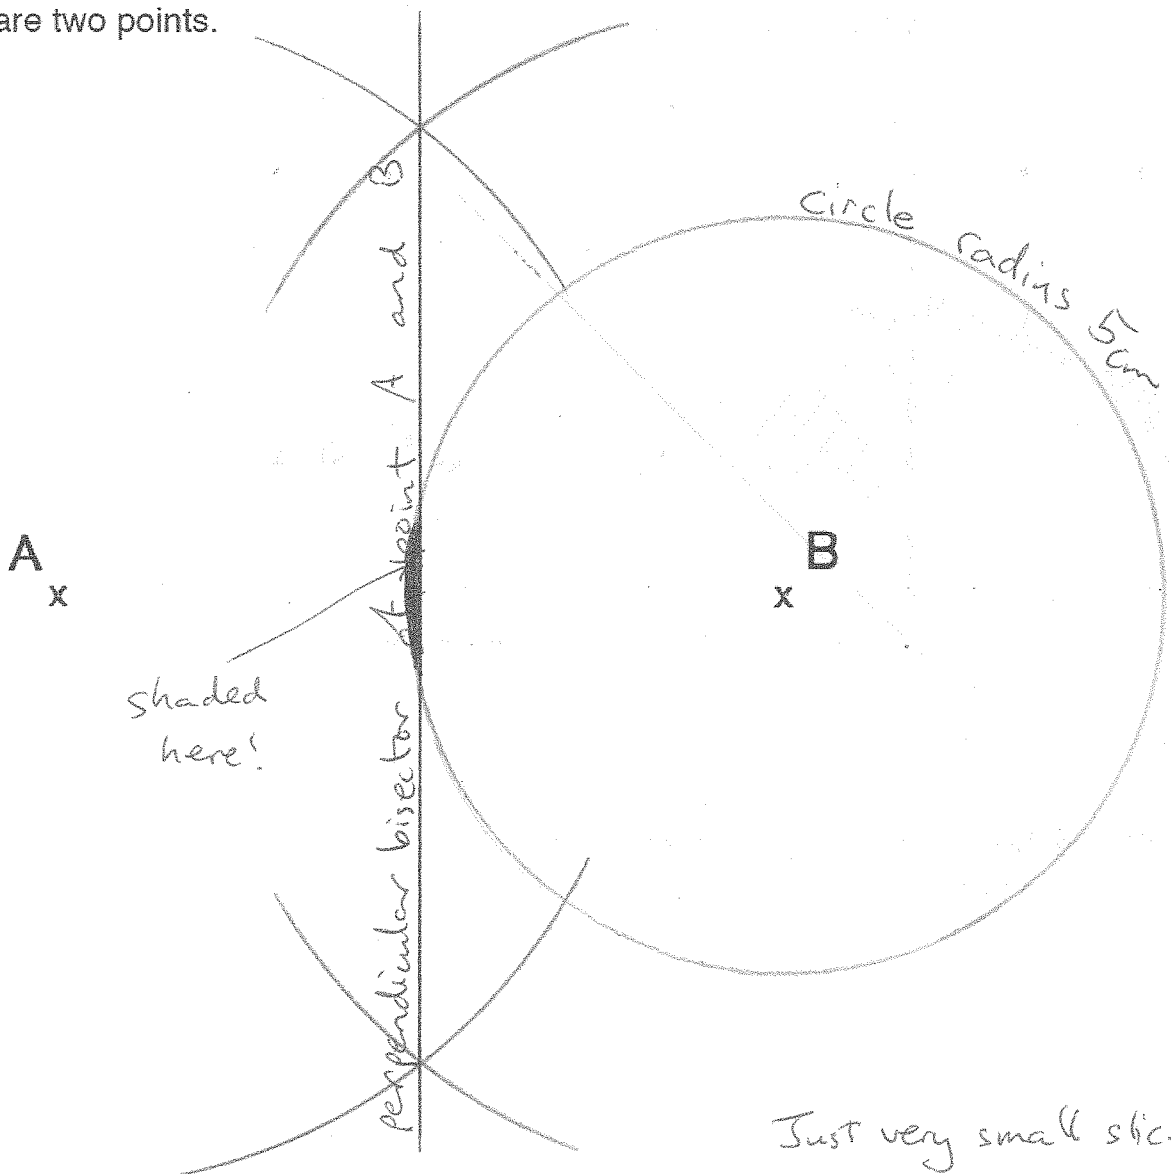 are two points.
circle radius 5cm
perpendicular bisector of point A and B
A
x
B
x
shaded
here!
Just very small slic